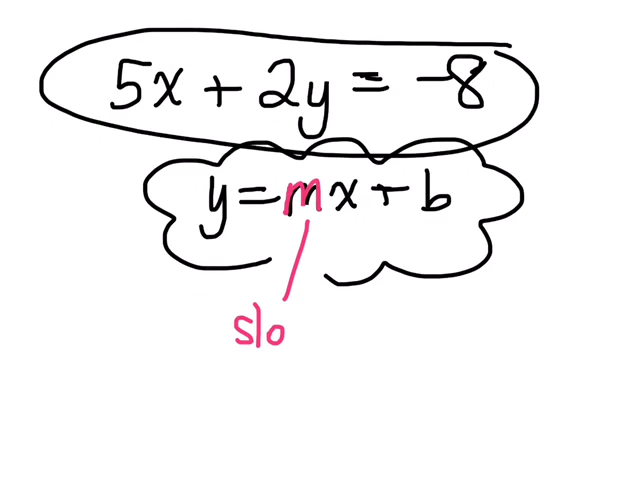 5x + 2y = -8
y = mx + b
slo